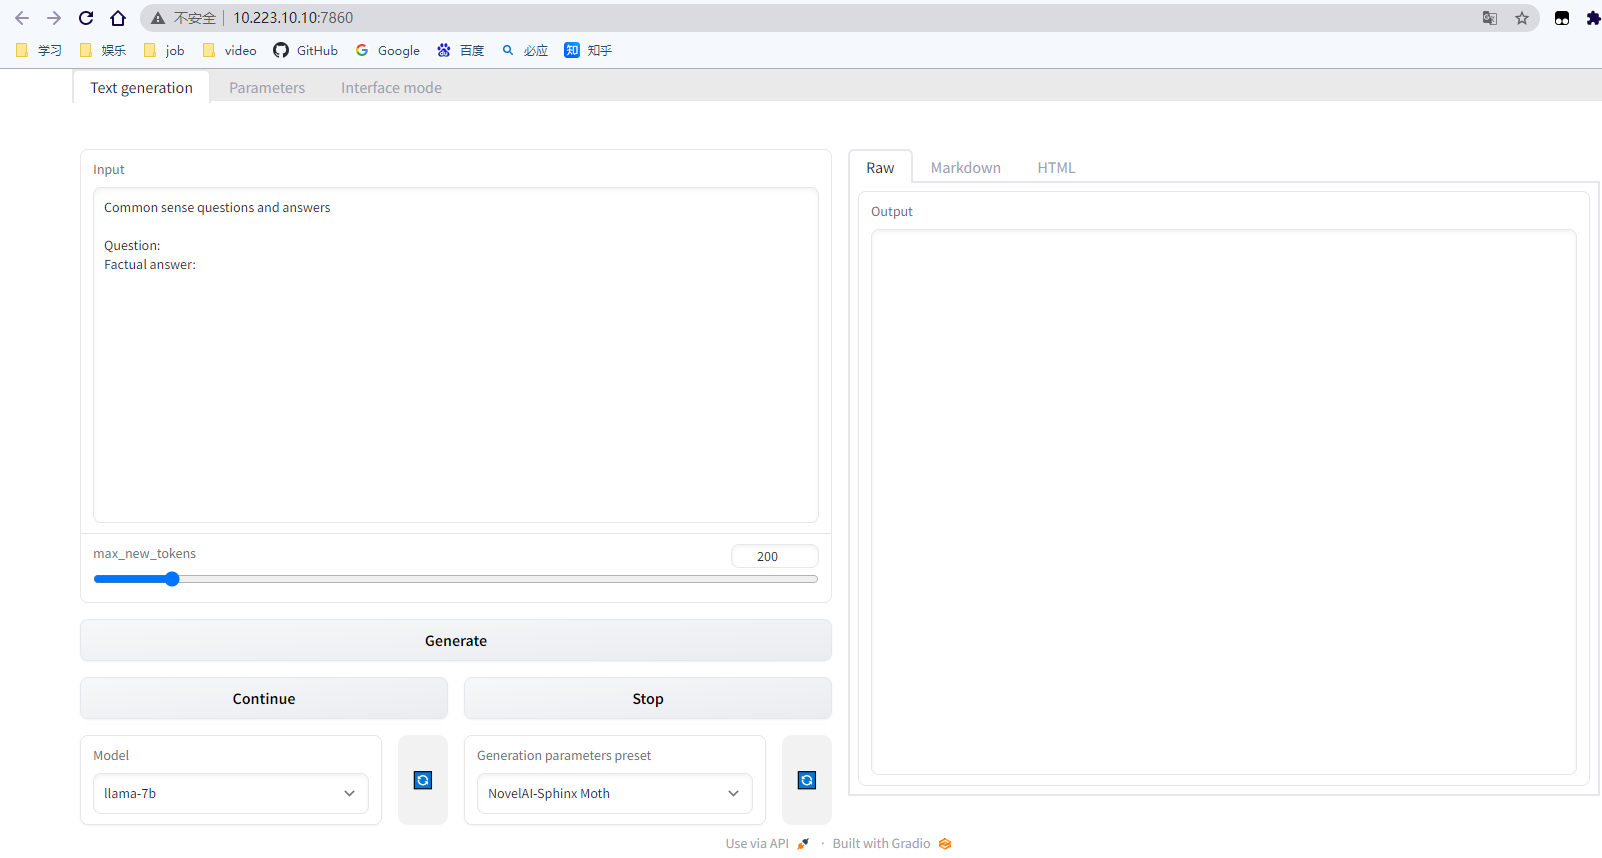 不安全 | 10.223.10.10:7860
学习 娱乐 job video GitHub Google 百度 必应 知 知乎
Text generation Parameters Interface mode
Input
Common sense questions and answers
Question:
Factual answer:
max_new_tokens 200
Generate
Continue Stop
Model
llama-7b
Generation parameters preset
NovelAI-Sphinx Moth
Raw Markdown HTML
Output
Use via API · Built with Gradio